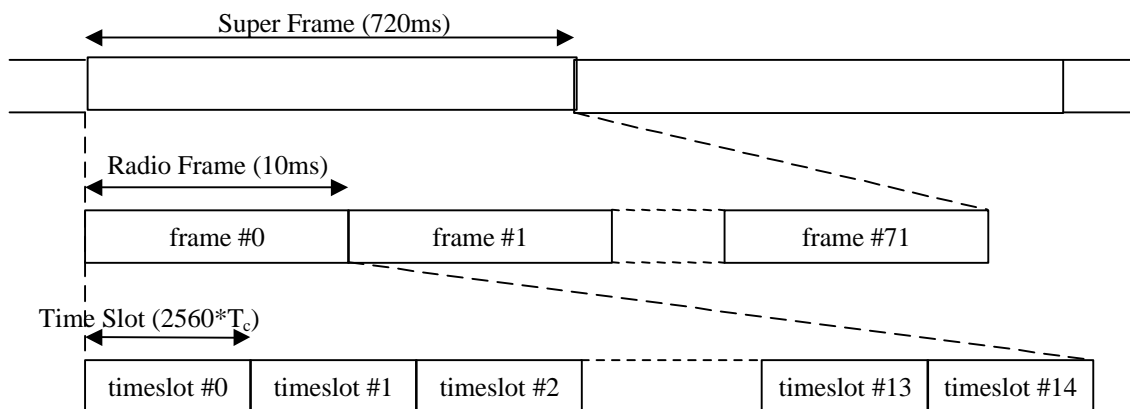 Super Frame (720ms)
Radio Frame (10ms)
frame #0 frame #1 frame #71
Time Slot (2560*Tc)
timeslot #0 timeslot #1 timeslot #2 timeslot #13 timeslot #14